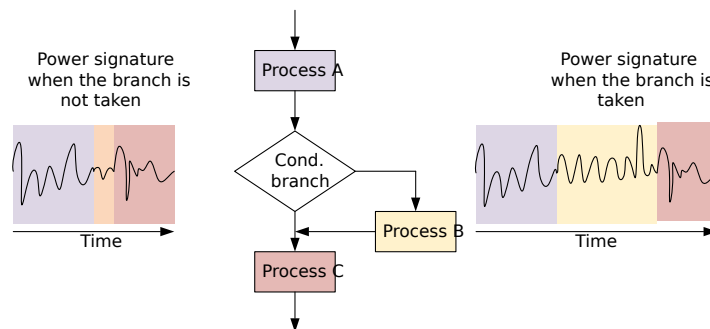 Power signature
when the branch is
not taken
Time
Process A
Cond.
branch
Process B
Process C
Power signature
when the branch is
taken
Time